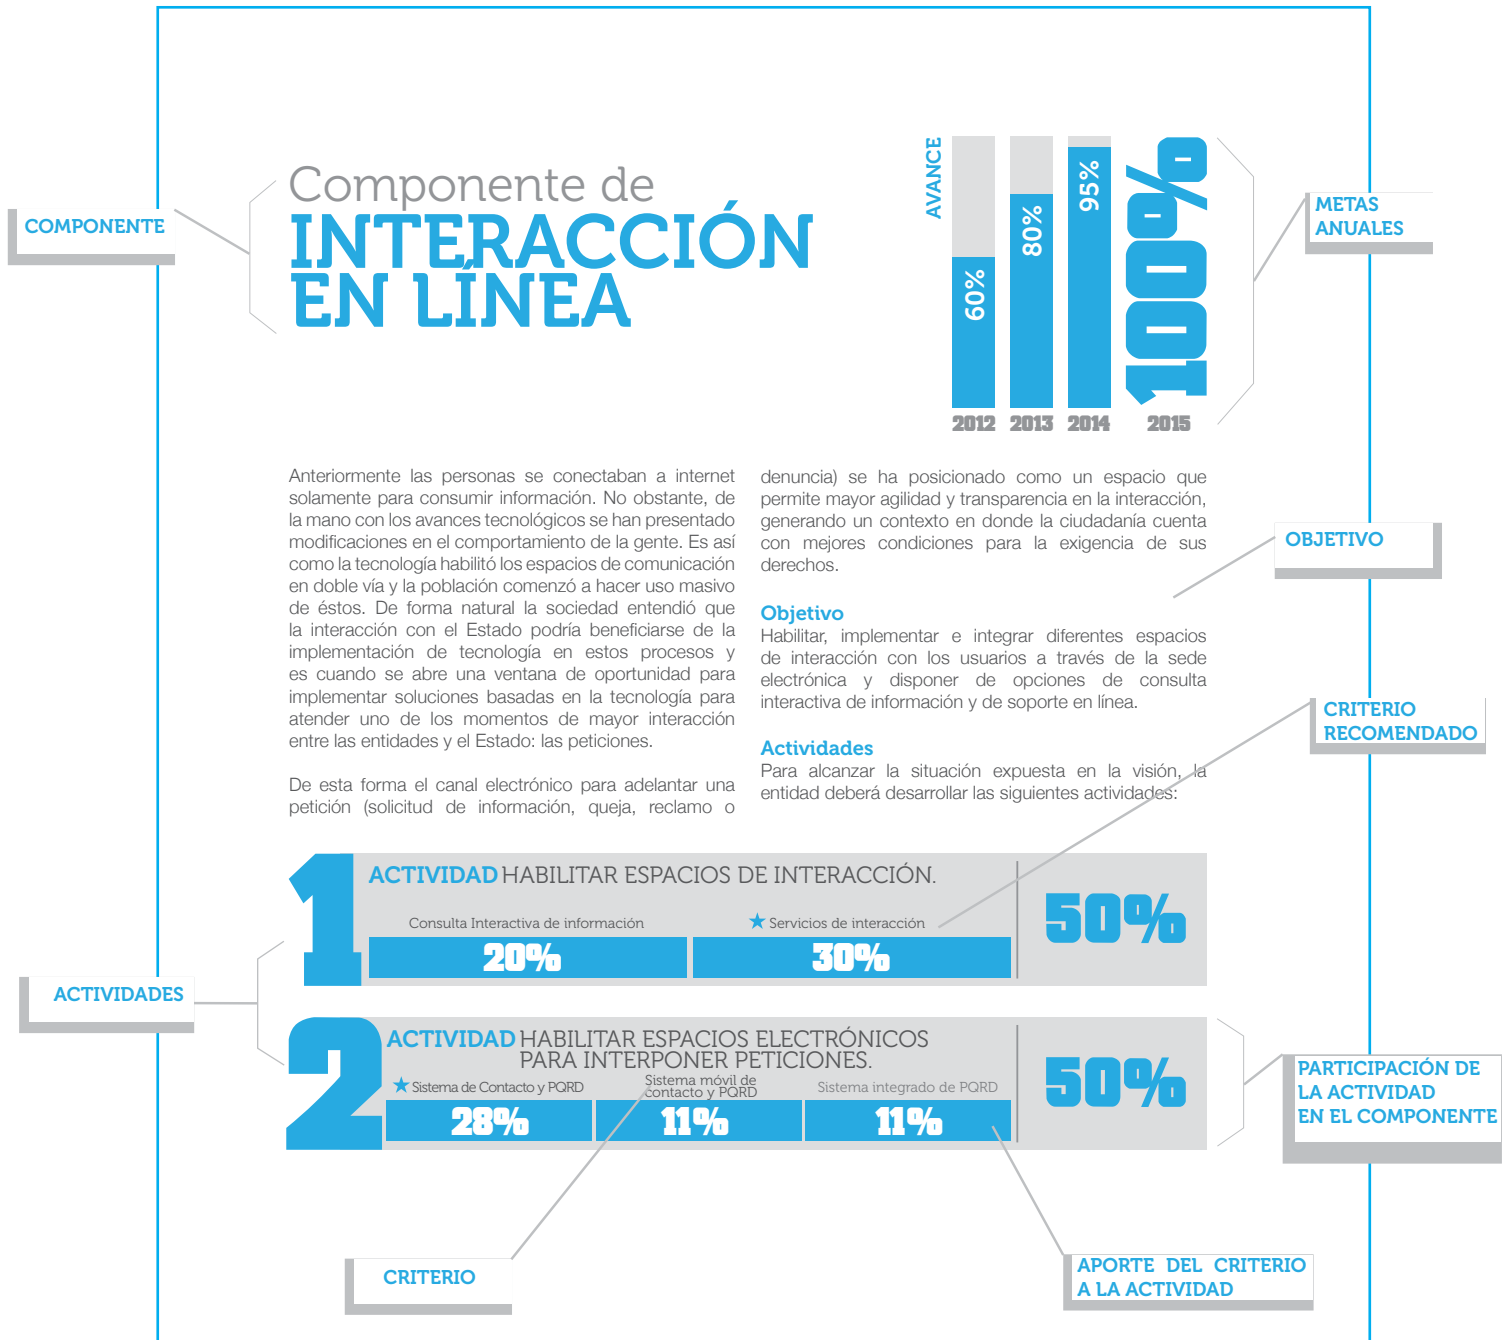 COMPONENTE
Componente de
INTERACCIÓN
EN LÍNEA
AVANCE
60%
80%
95%
100%
2012 2013 2014 2015
METAS
ANUALES
Anteriormente las personas se conectaban a internet
solamente para consumir información. No obstante, de
la mano con los avances tecnológicos se han presentado
modificaciones en el comportamiento de la gente. Es así
como la tecnología habilitó los espacios de comunicación
en doble vía y la población comenzó a hacer uso masivo
de éstos. De forma natural la sociedad entendió que
la interacción con el Estado podría beneficiarse de la
implementación de tecnología en estos procesos y
es cuando se abre una ventana de oportunidad para
implementar soluciones basadas en la tecnología para
atender uno de los momentos de mayor interacción
entre las entidades y el Estado: las peticiones.
De esta forma el canal electrónico para adelantar una
petición (solicitud de información, queja, reclamo o
denuncia) se ha posicionado como un espacio que
permite mayor agilidad y transparencia en la interacción,
generando un contexto en donde la ciudadanía cuenta
con mejores condiciones para la exigencia de sus
derechos.
OBJETIVO
Objetivo
Habilitar, implementar e integrar diferentes espacios
de interacción con los usuarios a través de la sede
electrónica y disponer de opciones de consulta
interactiva de información y de soporte en línea.
CRITERIO
RECOMENDADO
Actividades
Para alcanzar la situación expuesta en la visión, la
entidad deberá desarrollar las siguientes actividades:
ACTIVIDADES
1
ACTIVIDAD HABILITAR ESPACIOS DE INTERACCIÓN.
Consulta Interactiva de información
20%
Servicios de interacción
30%
50%
2
ACTIVIDAD HABILITAR ESPACIOS ELECTRÓNICOS
PARA INTERPONER PETICIONES.
Sistema de Contacto y PQRD
28%
Sistema móvil de
contacto y PQRD
11%
Sistema integrado de PQRD
11%
50%
PARTICIPACIÓN DE
LA ACTIVIDAD
EN EL COMPONENTE
CRITERIO
APORTE DEL CRITERIO
A LA ACTIVIDAD